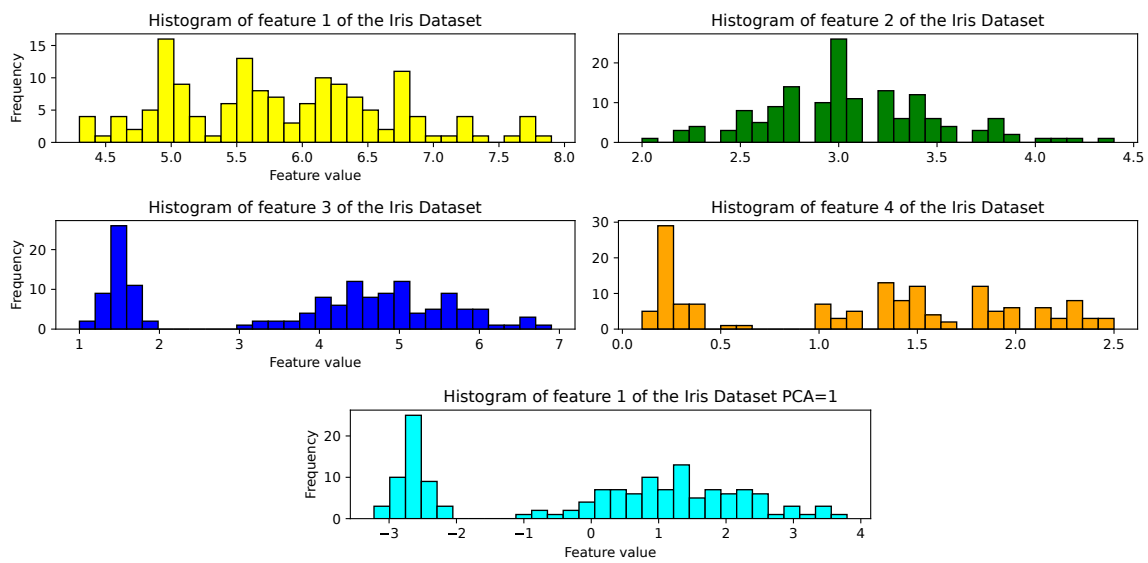 Histogram of feature 1 of the Iris Dataset
Frequency
15
10
5
0
4.5 5.0 5.5 6.0 6.5 7.0 7.5 8.0
Feature value
Histogram of feature 2 of the Iris Dataset
20
10
0
2.0 2.5 3.0 3.5 4.0 4.5
Histogram of feature 3 of the Iris Dataset
Frequency
20
10
0
1 2 3 4 5 6 7
Feature value
Histogram of feature 4 of the Iris Dataset
30
20
10
0
0.0 0.5 1.0 1.5 2.0 2.5
Histogram of feature 1 of the Iris Dataset PCA=1
Frequency
20
10
0
−3 −2 −1 0 1 2 3 4
Feature value